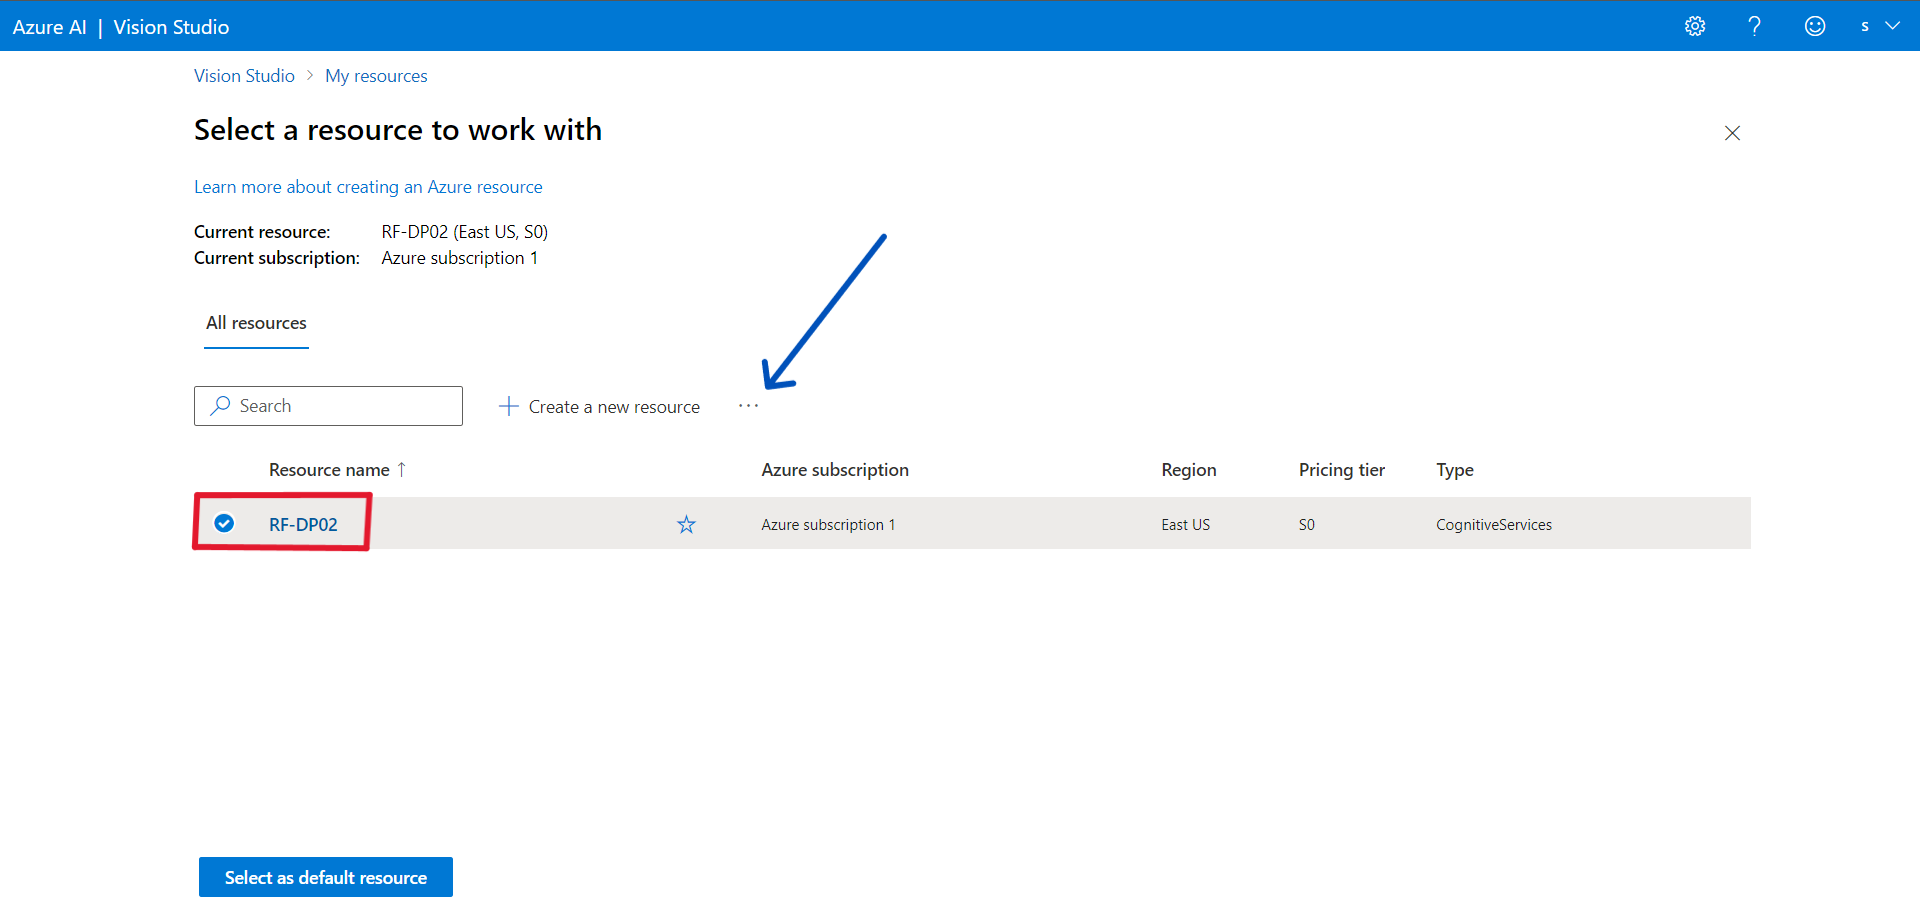 Azure AI | Vision Studio
s
Vision Studio > My resources
Select a resource to work with
Learn more about creating an Azure resource
Current resource: RF-DP02 (East US, S0)
Current subscription: Azure subscription 1
All resources
Search
+ Create a new resource ···
Resource name ↑ Azure subscription Region Pricing tier Type
RF-DP02 Azure subscription 1 East US S0 CognitiveServices
Select as default resource